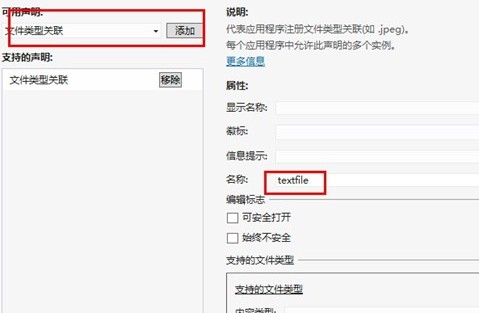 可用声明:
文件类型关联
添加
支持的声明:
文件类型关联
移除
说明:
代表应用程序注册文件类型关联(如 .jpeg)。
每个应用程序中允许此声明的多个实例。
更多信息
属性:
显示名称:
徽标:
信息提示:
名称:
textfile
编辑标志
可安全打开
始终不安全
支持的文件类型
支持的文件类型
内容类型: